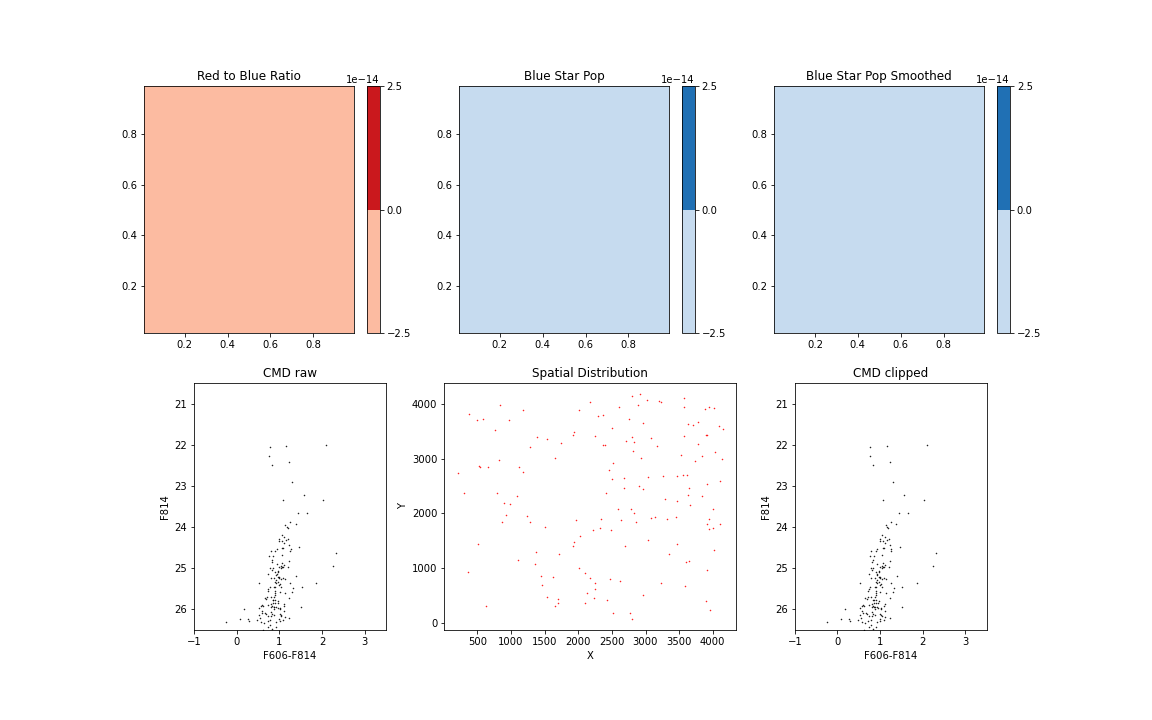 Red to Blue Ratio
1e−14
2.5
0.0
−2.5
0.8
0.6
0.4
0.2
0.2 0.4 0.6 0.8
Blue Star Pop
1e−14
2.5
0.0
−2.5
0.8
0.6
0.4
0.2
0.2 0.4 0.6 0.8
Blue Star Pop Smoothed
1e−14
2.5
0.0
−2.5
0.8
0.6
0.4
0.2
0.2 0.4 0.6 0.8
CMD raw
F814
21
22
23
24
25
26
−1 0 1 2 3
F606-F814
Spatial Distribution
Y
4000
3000
2000
1000
0
500 1000 1500 2000 2500 3000 3500 4000
X
CMD clipped
F814
21
22
23
24
25
26
−1 0 1 2 3
F606-F814